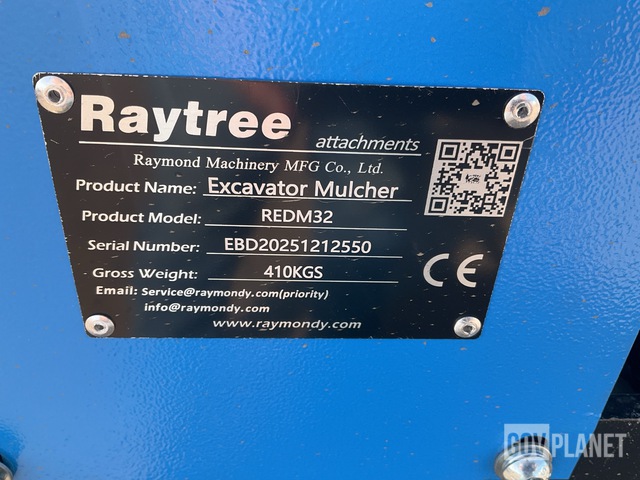 Raytree
attachments
Raymond Machinery MFG Co., Ltd.
Product Name: Excavator Mulcher
Product Model: REDM32
Serial Number: EBD20251212550
Gross Weight: 410KGS
Email: Service@raymondy.com(priority)
info@raymondy.com
www.raymondy.com
CE
GOVPLANET